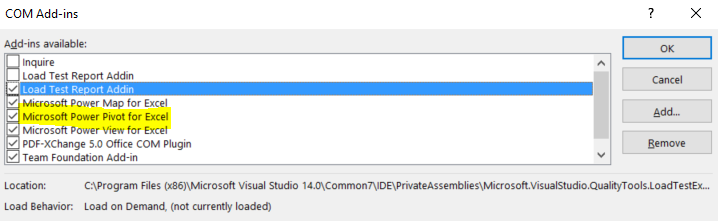 COM Add-ins
? ×
Add-ins available:
OK
Inquire
Load Test Report Addin
Load Test Report Addin
Cancel
Microsoft Power Map for Excel
Microsoft Power Pivot for Excel
Add...
Microsoft Power View for Excel
PDF-XChange 5.0 Office COM Plugin
Remove
Team Foundation Add-in
Location: C:\Program Files (x86)\Microsoft Visual Studio 14.0\Common7\IDE\PrivateAssemblies\Microsoft.VisualStudio.QualityTools.LoadTestEx...
Load Behavior: Load on Demand, (not currently loaded)